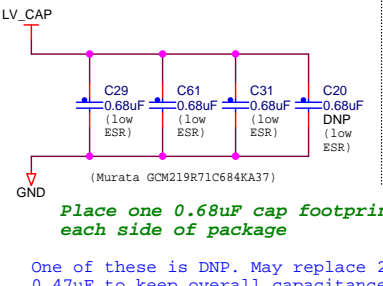 LV_CAP
C29 C61 C31 C20
0.68uF 0.68uF 0.68uF 0.68uF
DNP
(low (low (low (low
ESR) ESR) ESR) ESR)
(Murata GCM219R71C684KA37)
GND
Place one 0.68uF cap footprin
each side of package
One of these is DNP. May replace 2
0.47uF to keep overall capacitance